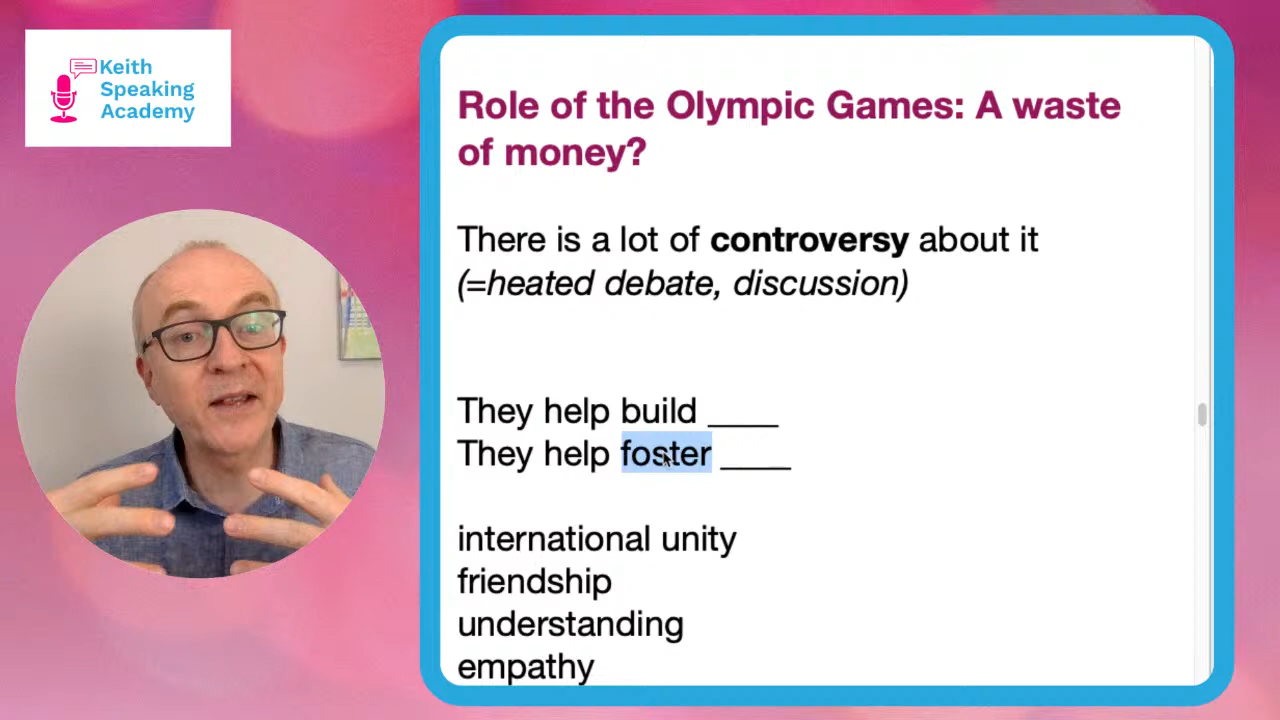 Keith
Speaking
Academy
Role of the Olympic Games: A waste
of money?
There is a lot of controversy about it
(=heated debate, discussion)
They help build ____
They help foster ____
international unity
friendship
understanding
empathy